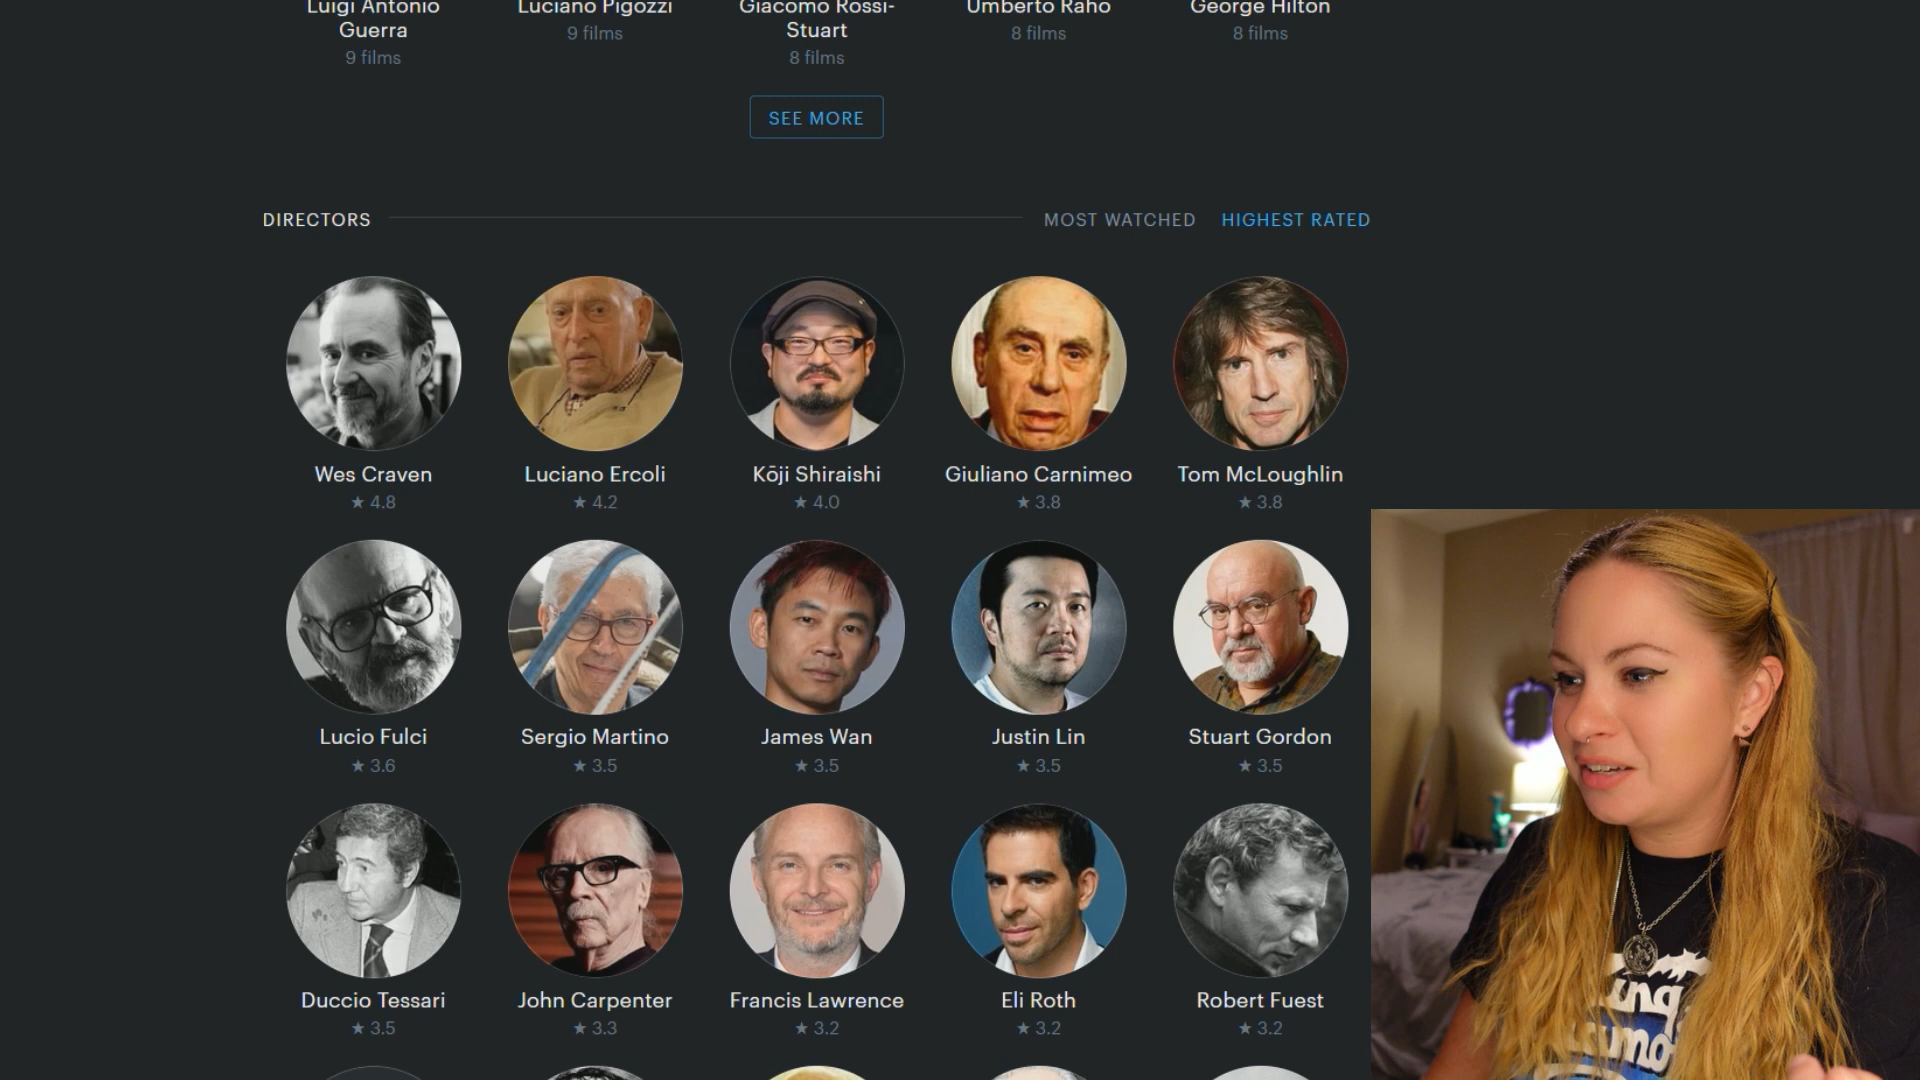 Luigi Antonio Guerra
9 films
Luciano Pigozzi
9 films
Giacomo Rossi-Stuart
8 films
Umberto Raho
8 films
George Hilton
8 films
SEE MORE
DIRECTORS
MOST WATCHED HIGHEST RATED
Wes Craven
★ 4.8
Luciano Ercoli
★ 4.2
Kōji Shiraishi
★ 4.0
Giuliano Carnimeo
★ 3.8
Tom McLoughlin
★ 3.8
Lucio Fulci
★ 3.6
Sergio Martino
★ 3.5
James Wan
★ 3.5
Justin Lin
★ 3.5
Stuart Gordon
★ 3.5
Duccio Tessari
★ 3.5
John Carpenter
★ 3.3
Francis Lawrence
★ 3.2
Eli Roth
★ 3.2
Robert Fuest
★ 3.2